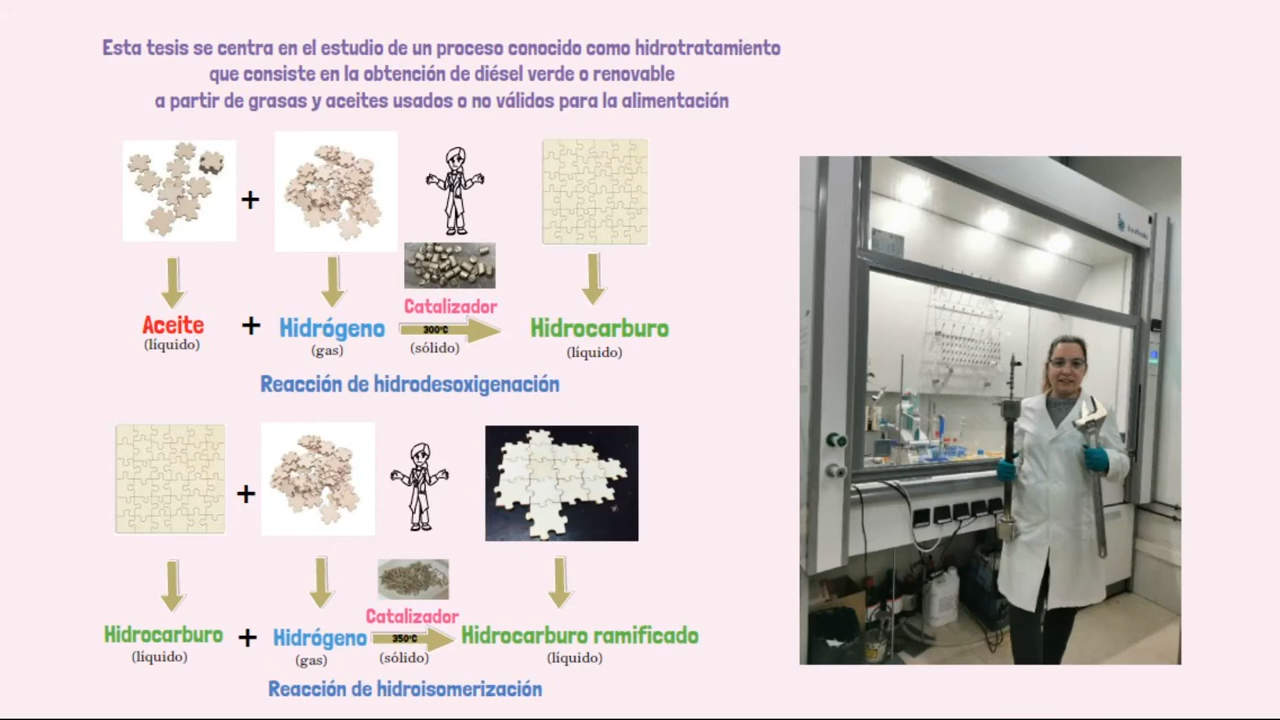 Esta tesis se centra en el estudio de un proceso conocido como hidrotratamiento
que consiste en la obtención de diésel verde o renovable
a partir de grasas y aceites usados o no válidos para la alimentación
+
Catalizador
Aceite + Hidrógeno 300ºC Hidrocarburo
(líquido) (gas) (sólido) (líquido)
Reacción de hidrodesoxigenación
+
Catalizador
Hidrocarburo + Hidrógeno 350ºC Hidrocarburo ramificado
(líquido) (gas) (sólido) (líquido)
Reacción de hidroisomerización